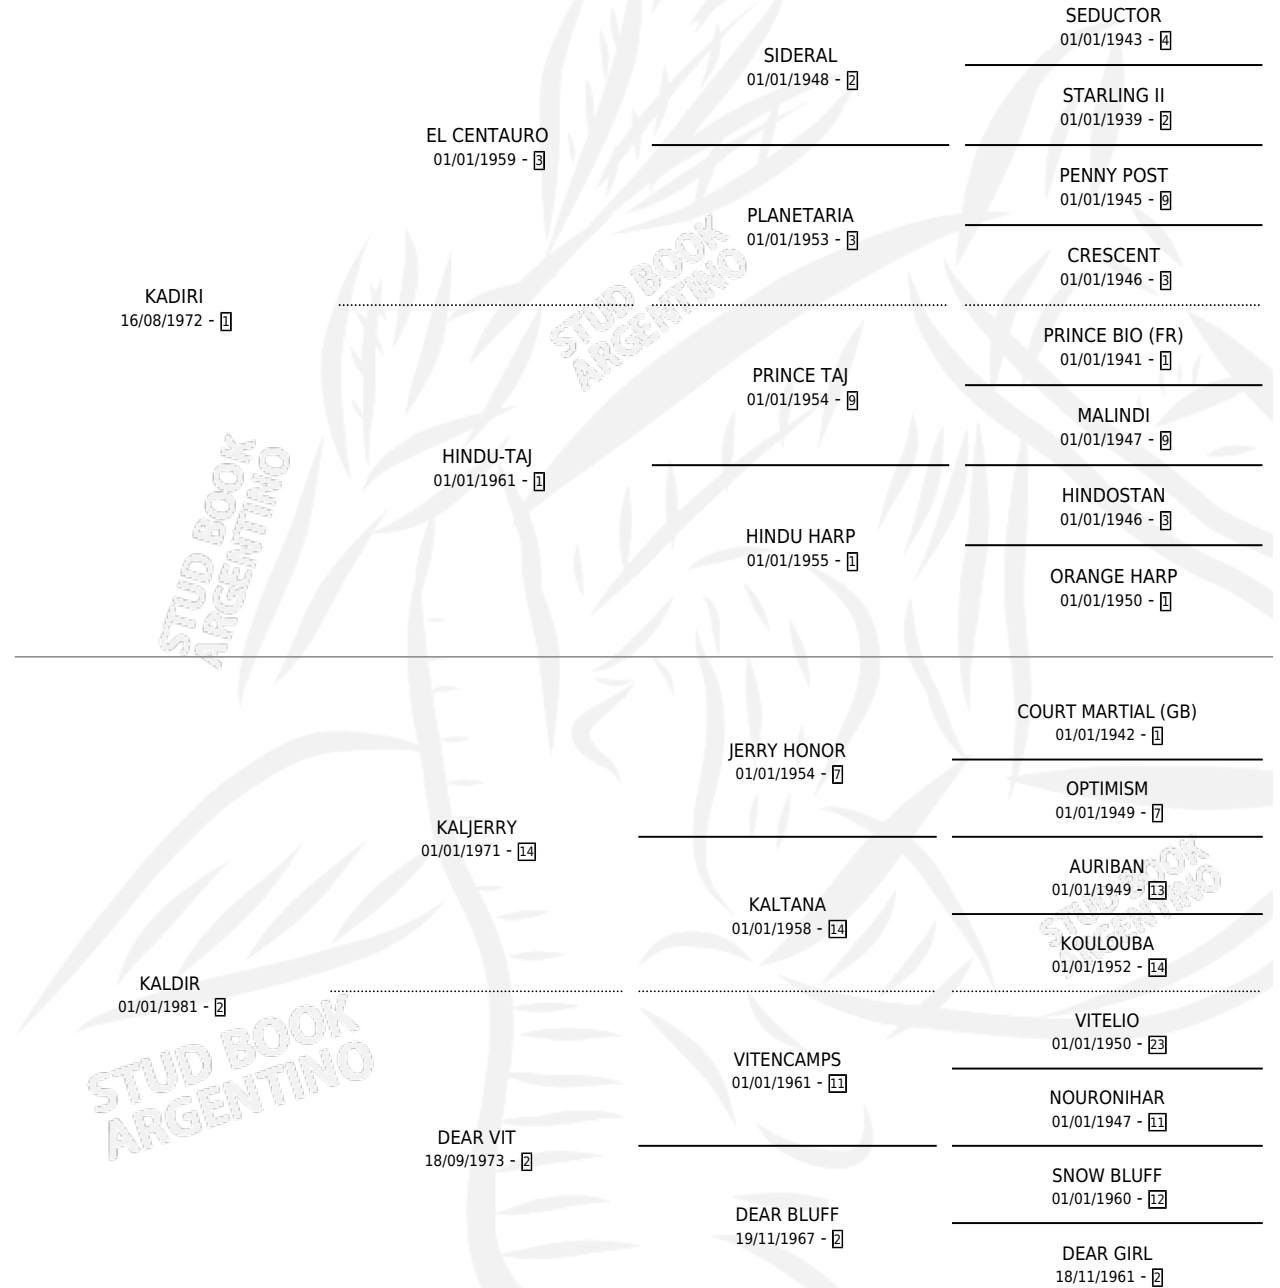 SEDUCTOR
01/01/1943 - 4
SIDERAL
01/01/1948 - 2
STARLING II
01/01/1939 - 2
EL CENTAURO
01/01/1959 - 3
PENNY POST
01/01/1945 - 9
PLANETARIA
01/01/1953 - 3
CRESCENT
01/01/1946 - 3
KADIRI
16/08/1972 - 1
PRINCE BIO (FR)
01/01/1941 - 1
PRINCE TAJ
01/01/1954 - 9
MALINDI
01/01/1947 - 9
HINDU-TAJ
01/01/1961 - 1
HINDOSTAN
01/01/1946 - 3
HINDU HARP
01/01/1955 - 1
ORANGE HARP
01/01/1950 - 1
STUD BOOK
ARGENTINO
STUD BOOK
ARGENTINO
COURT MARTIAL (GB)
01/01/1942 - 1
JERRY HONOR
01/01/1954 - 7
OPTIMISM
01/01/1949 - 7
KALJERRY
01/01/1971 - 14
AURIBAN
01/01/1949 - 13
KALTANA
01/01/1958 - 14
KOULOUBA
01/01/1952 - 14
KALDIR
01/01/1981 - 2
VITELIO
01/01/1950 - 23
VITENCAMPS
01/01/1961 - 11
NOURONIHAR
01/01/1947 - 11
DEAR VIT
18/09/1973 - 2
SNOW BLUFF
01/01/1960 - 12
DEAR BLUFF
19/11/1967 - 2
DEAR GIRL
18/11/1961 - 2
STUD BOOK
ARGENTINO
STUD BOOK
ARGENTINO